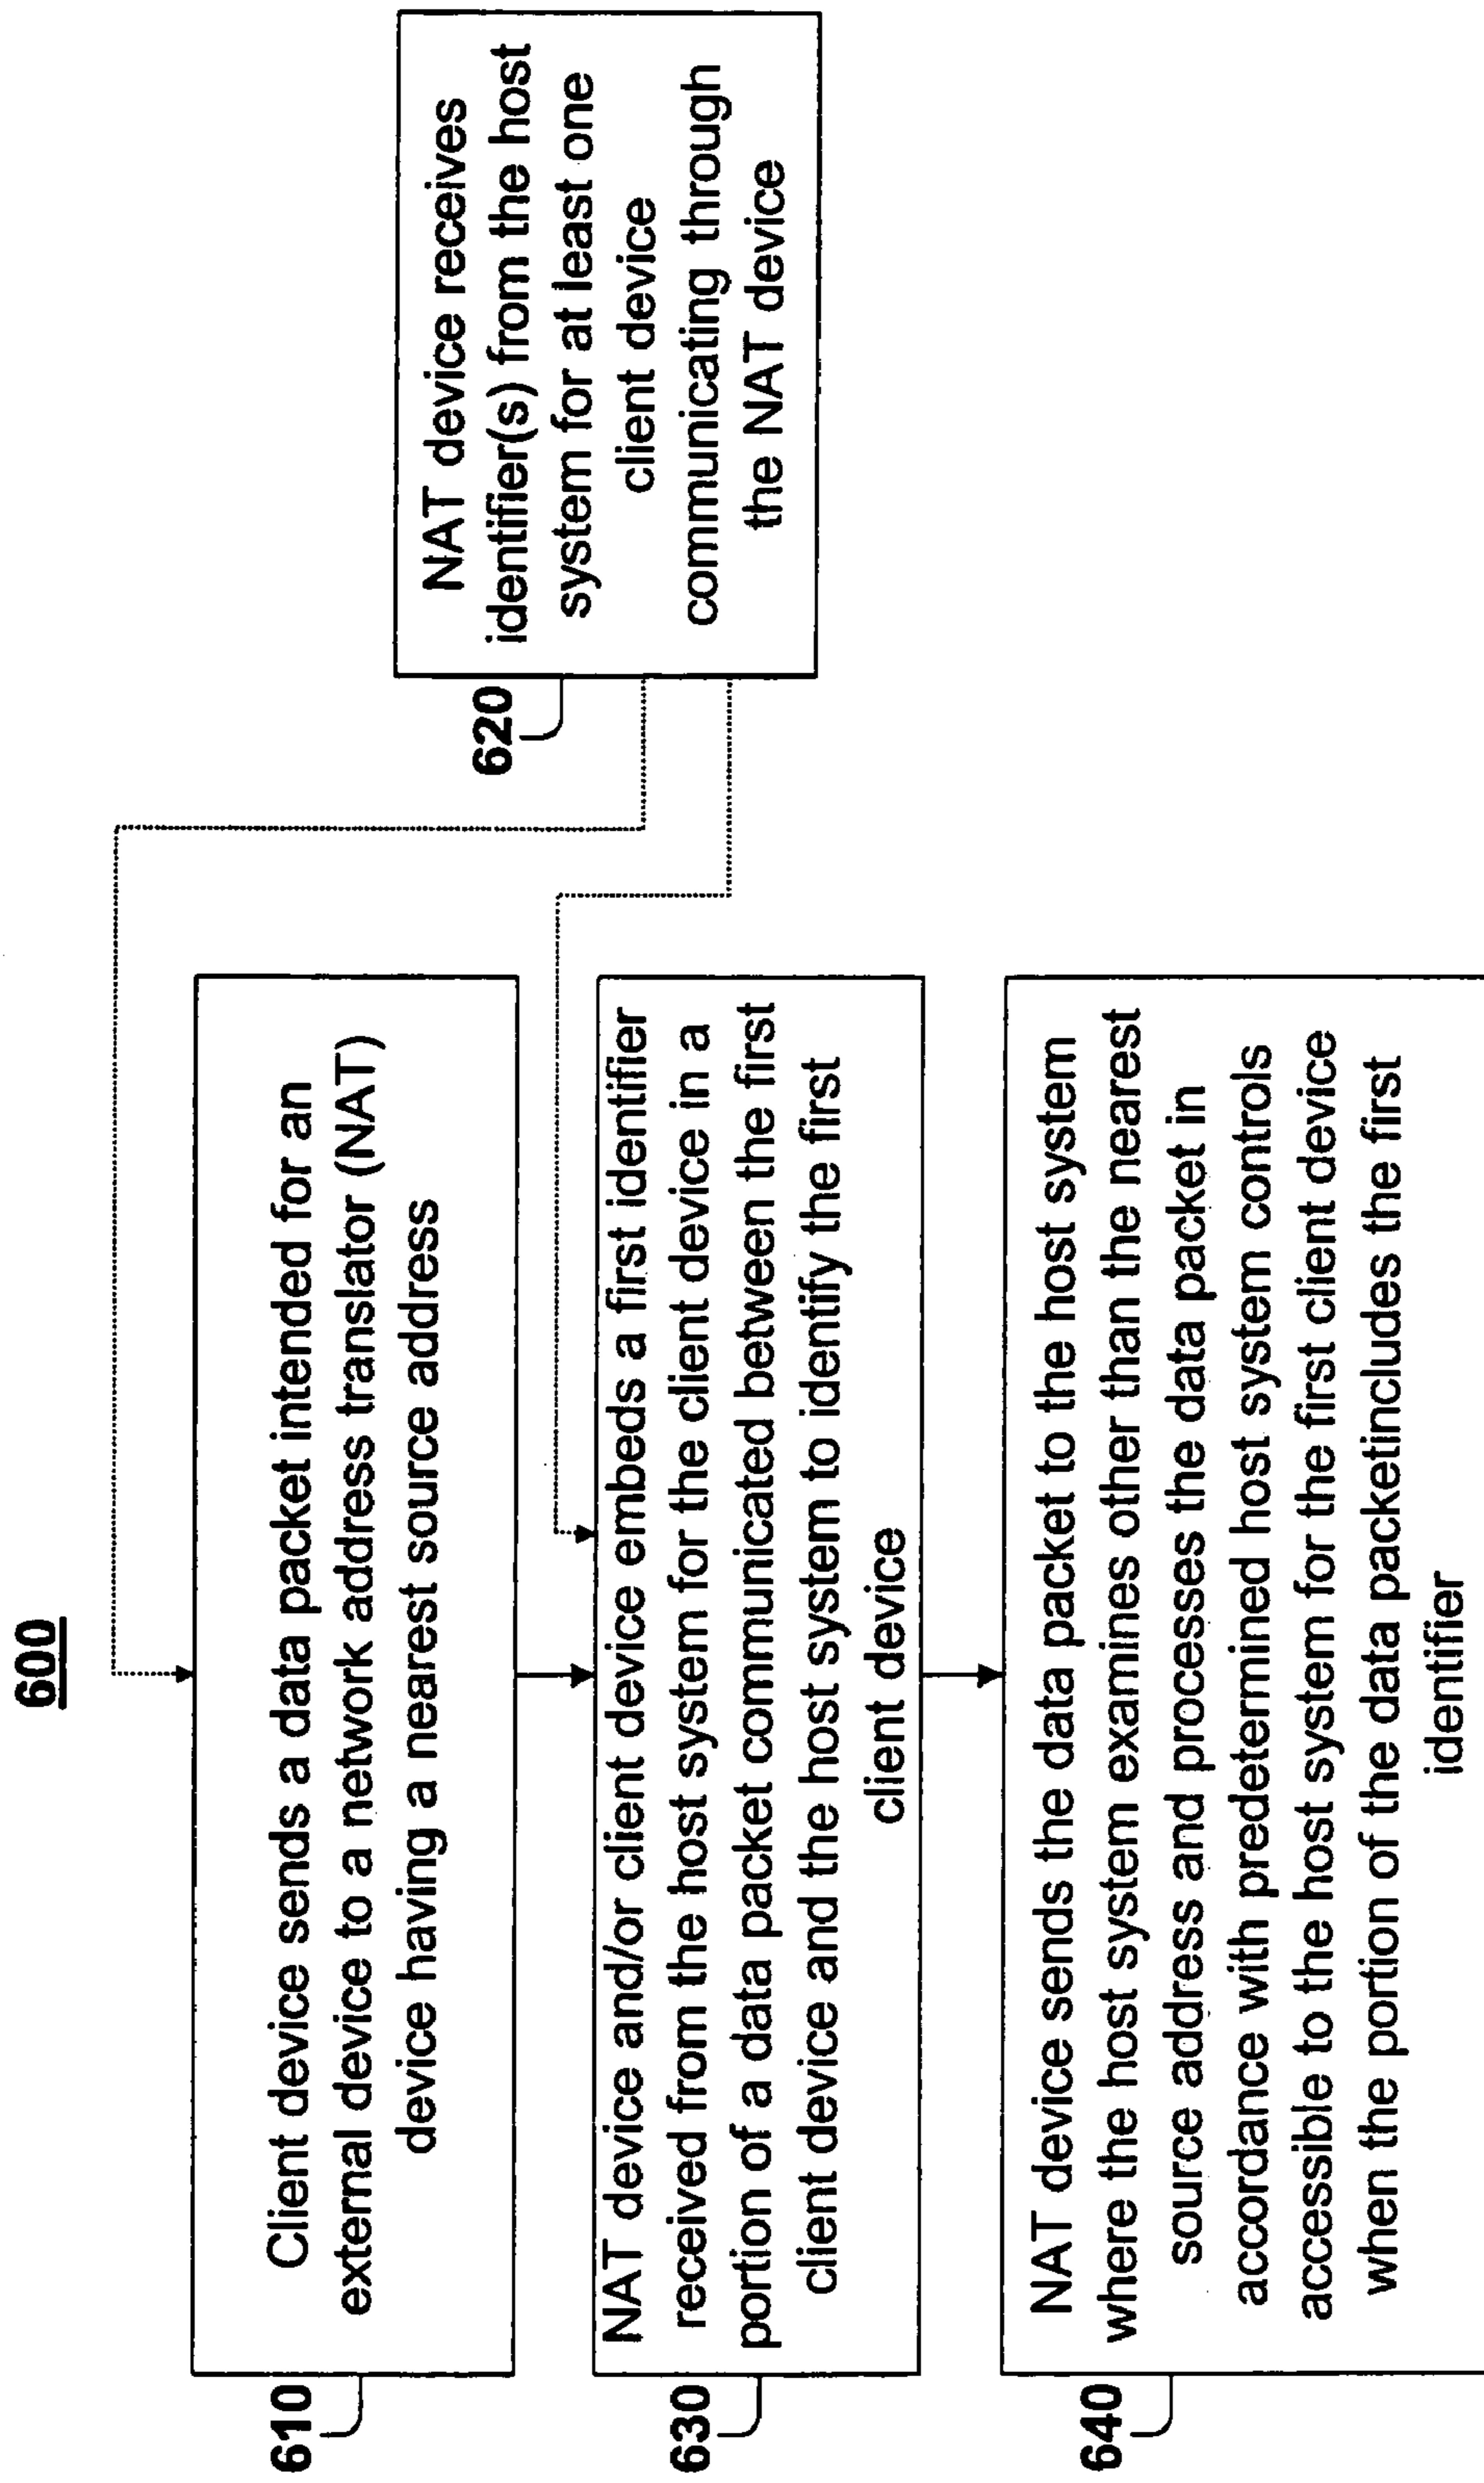 600
610
Client device sends a data packet intended for an
external device to a network address translator (NAT)
device having a nearest source address
620
NAT device receives
identifier(s) from the host
system for at least one
client device
communicating through
the NAT device
630
NAT device and/or client device embeds a first identifier
received from the host system for the client device in a
portion of a data packet communicated between the first
client device and the host system to identify the first
client device
640
NAT device sends the data packet to the host system
where the host system examines other than the nearest
source address and processes the data packet in
accordance with predetermined host system controls
accessible to the host system for the first client device
when the portion of the data packetincludes the first
identifier